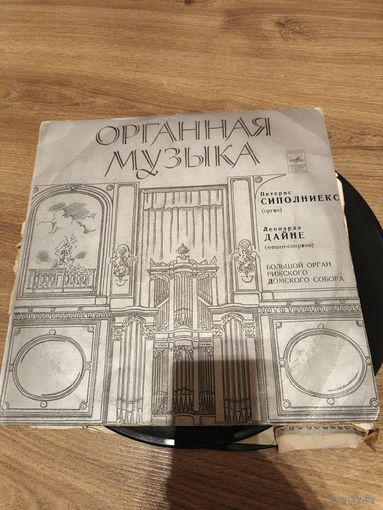 ОРГАННАЯ
МУЗЫКА
Петерис
СИПОЛНИЕКС
(орган)
Леонарда
ДАЙНЕ
(меццо-сопрано)
БОЛЬШОЙ ОРГАН
РИЖСКОГО
ДОМСКОГО СОБОРА